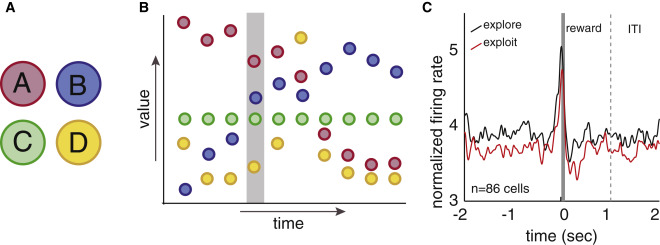 A
A
B
C
D
B
value
time
C
explore
exploit
reward
ITI
normalized firing rate
5
4
3
n=86 cells
-2
-1
0
1
2
time (sec)